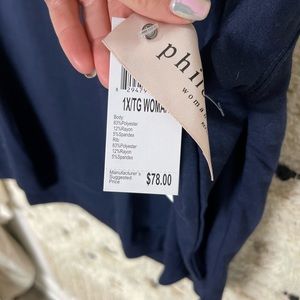 phil
wom
29479
1X/TG WOMA
Body:
83%Polyester
12%Rayon
5%Spandex
Rib:
83%Polyester
12%Rayon
5%Spandex
Manufacturer's
Suggested
Price
$78.00